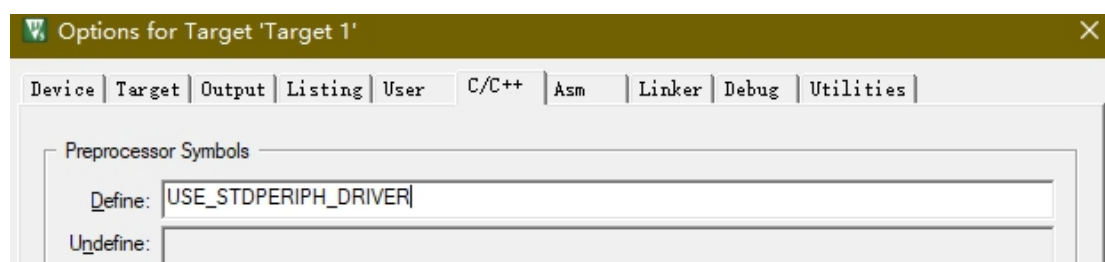 Options for Target 'Target 1'
Device Target Output Listing User C/C++ Asm Linker Debug Utilities
Preprocessor Symbols
Define: USE_STDPERIPH_DRIVER
Undefine: